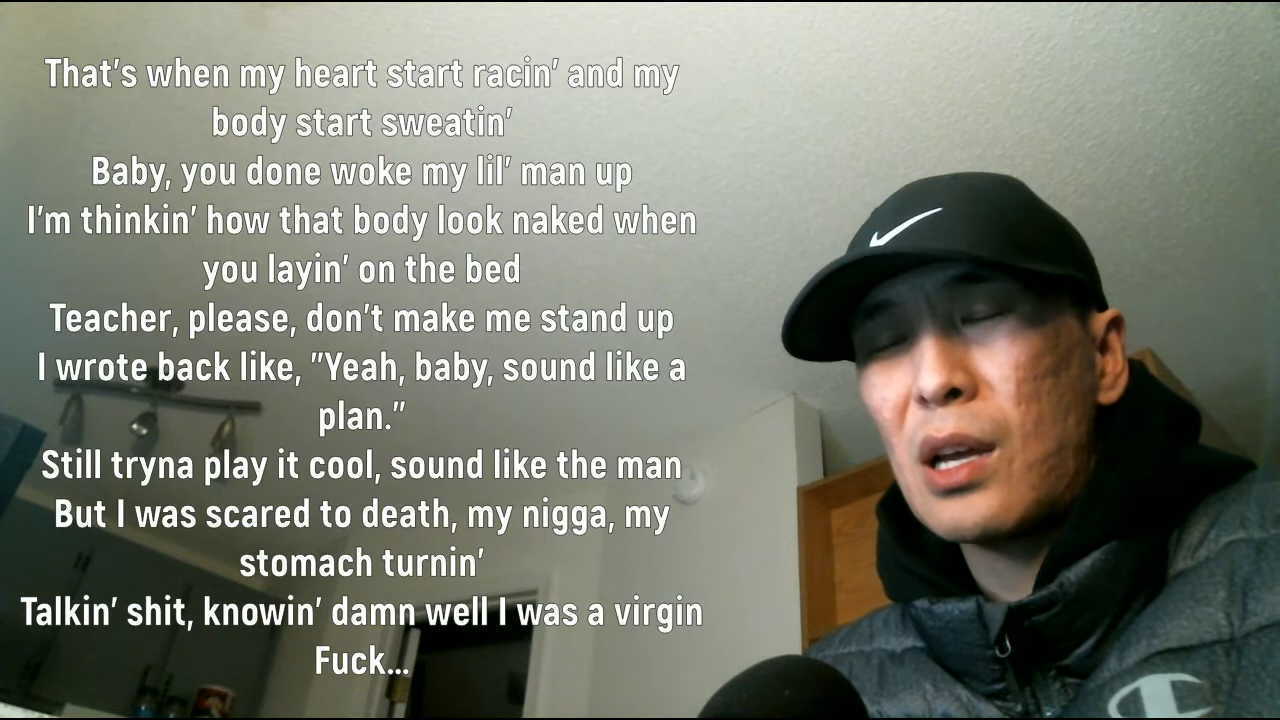 That's when my heart start racin' and my
body start sweatin'
Baby, you done woke my lil' man up
I'm thinkin' how that body look naked when
you layin' on the bed
Teacher, please, don't make me stand up
I wrote back like, "Yeah, baby, sound like a
plan."
Still tryna play it cool, sound like the man
But I was scared to death, my nigga, my
stomach turnin'
Talkin' shit, knowin' damn well I was a virgin
Fuck...